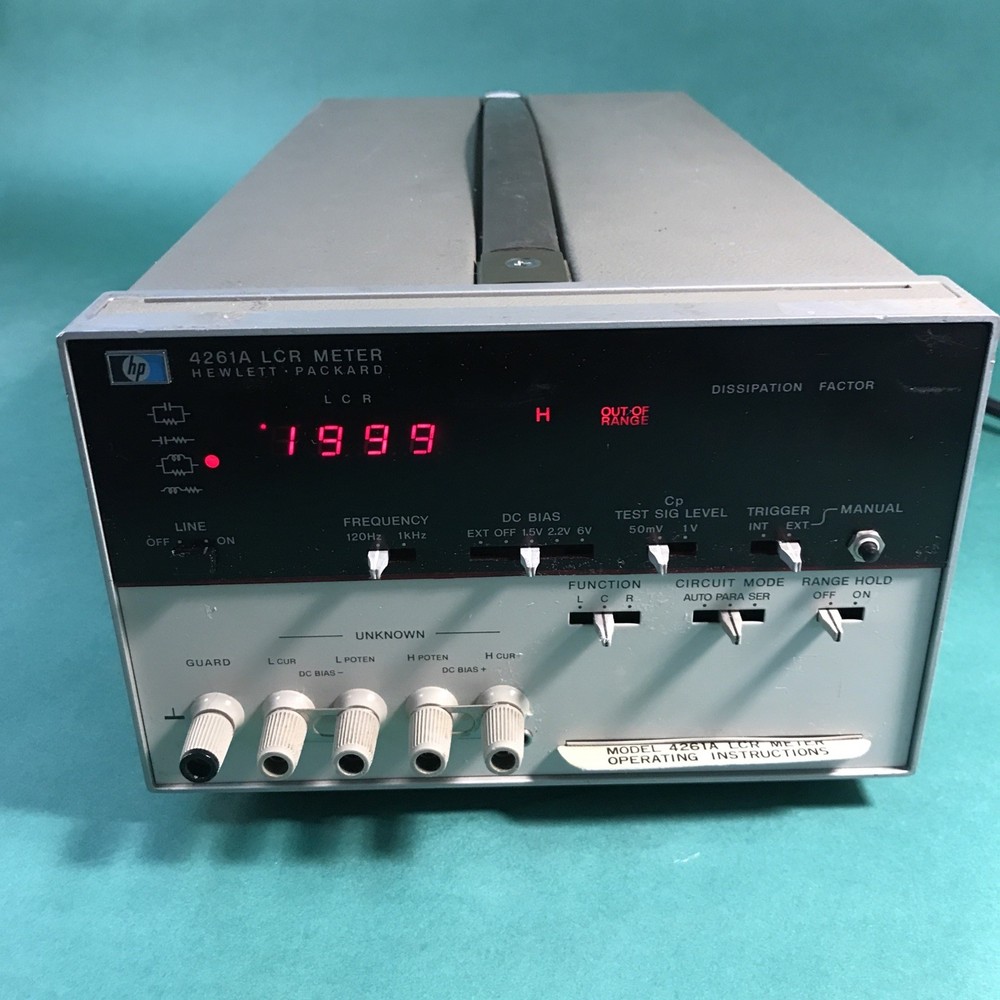 hp
4261A LCR METER
HEWLETT · PACKARD
DISSIPATION FACTOR
L C R
1999
H
OUT OF
RANGE
LINE
OFF ON
FREQUENCY
120Hz 1KHz
DC BIAS
EXT OFF 1.5V 2.2V 6V
Cp
TEST SIG LEVEL
50mV 1V
TRIGGER
INT EXT
MANUAL
FUNCTION
L C R
CIRCUIT MODE
AUTO PARA SER
RANGE HOLD
OFF ON
UNKNOWN
GUARD
L CUR
L POTEN
DC BIAS−
H POTEN
H CUR
DC BIAS+
MODEL 4261A LCR METER
OPERATING INSTRUCTIONS